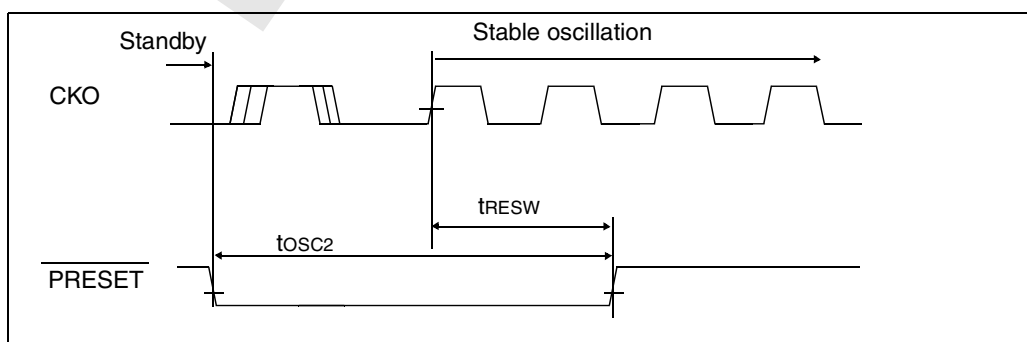 Standby
Stable oscillation
CKO
tRESW
tOSC2
PRESET